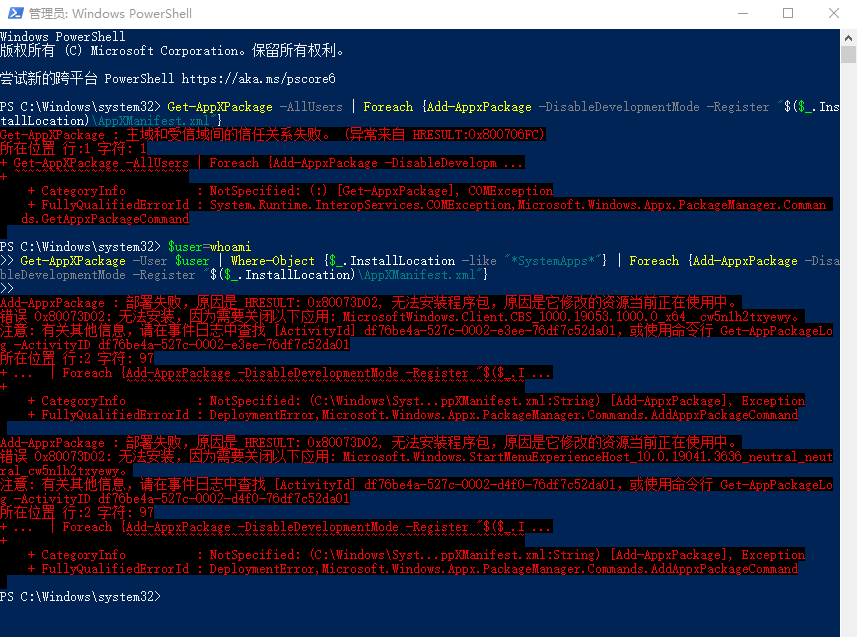 管理员: Windows PowerShell
Windows PowerShell
版权所有 (C) Microsoft Corporation。保留所有权利。
尝试新的跨平台 PowerShell https://aka.ms/pscore6
PS C:\Windows\system32> Get-AppXPackage -AllUsers | Foreach {Add-AppxPackage -DisableDevelopmentMode -Register "$($_.Ins
tallLocation)\AppXManifest.xml"}
Get-AppXPackage : 主域和受信域间的信任关系失败。 (异常来自 HRESULT:0x800706FC)
所在位置 行:1 字符: 1
+ Get-AppXPackage -AllUsers | Foreach {Add-AppxPackage -DisableDevelopm ...
+
+ CategoryInfo : NotSpecified: (:) [Get-AppxPackage], COMException
+ FullyQualifiedErrorId : System.Runtime.InteropServices.COMException,Microsoft.Windows.Appx.PackageManager.Comman
ds.GetAppxPackageCommand
PS C:\Windows\system32> $user=whoami
>> Get-AppXPackage -User $user | Where-Object {$_.InstallLocation -like "*SystemApps*"} | Foreach {Add-AppxPackage -Disa
bleDevelopmentMode -Register "$($_.InstallLocation)\AppXManifest.xml"}
>>
Add-AppxPackage : 部署失败，原因是 HRESULT: 0x80073D02, 无法安装程序包，原因是它修改的资源当前正在使用中。
错误 0x80073D02: 无法安装，因为需要关闭以下应用: MicrosoftWindows.Client.CBS_1000.19053.1000.0_x64__cw5n1h2txyewy。
注意: 有关其他信息，请在事件日志中查找 [ActivityId] df76be4a-527c-0002-e3ee-76df7c52da01，或使用命令行 Get-AppPackageLo
g -ActivityID df76be4a-527c-0002-e3ee-76df7c52da01
所在位置 行:2 字符: 97
+ ... | Foreach {Add-AppxPackage -DisableDevelopmentMode -Register "$($_.I ...
+
+ CategoryInfo : NotSpecified: (C:\Windows\Syst...ppXManifest.xml:String) [Add-AppxPackage], Exception
+ FullyQualifiedErrorId : DeploymentError,Microsoft.Windows.Appx.PackageManager.Commands.AddAppxPackageCommand
Add-AppxPackage : 部署失败，原因是 HRESULT: 0x80073D02, 无法安装程序包，原因是它修改的资源当前正在使用中。
错误 0x80073D02: 无法安装，因为需要关闭以下应用: Microsoft.Windows.StartMenuExperienceHost_10.0.19041.3636_neutral_neut
ral_cw5n1h2txyewy。
注意: 有关其他信息，请在事件日志中查找 [ActivityId] df76be4a-527c-0002-d4f0-76df7c52da01，或使用命令行 Get-AppPackageLo
g -ActivityID df76be4a-527c-0002-d4f0-76df7c52da01
所在位置 行:2 字符: 97
+ ... | Foreach {Add-AppxPackage -DisableDevelopmentMode -Register "$($_.I ...
+
+ CategoryInfo : NotSpecified: (C:\Windows\Syst...ppXManifest.xml:String) [Add-AppxPackage], Exception
+ FullyQualifiedErrorId : DeploymentError,Microsoft.Windows.Appx.PackageManager.Commands.AddAppxPackageCommand
PS C:\Windows\system32>